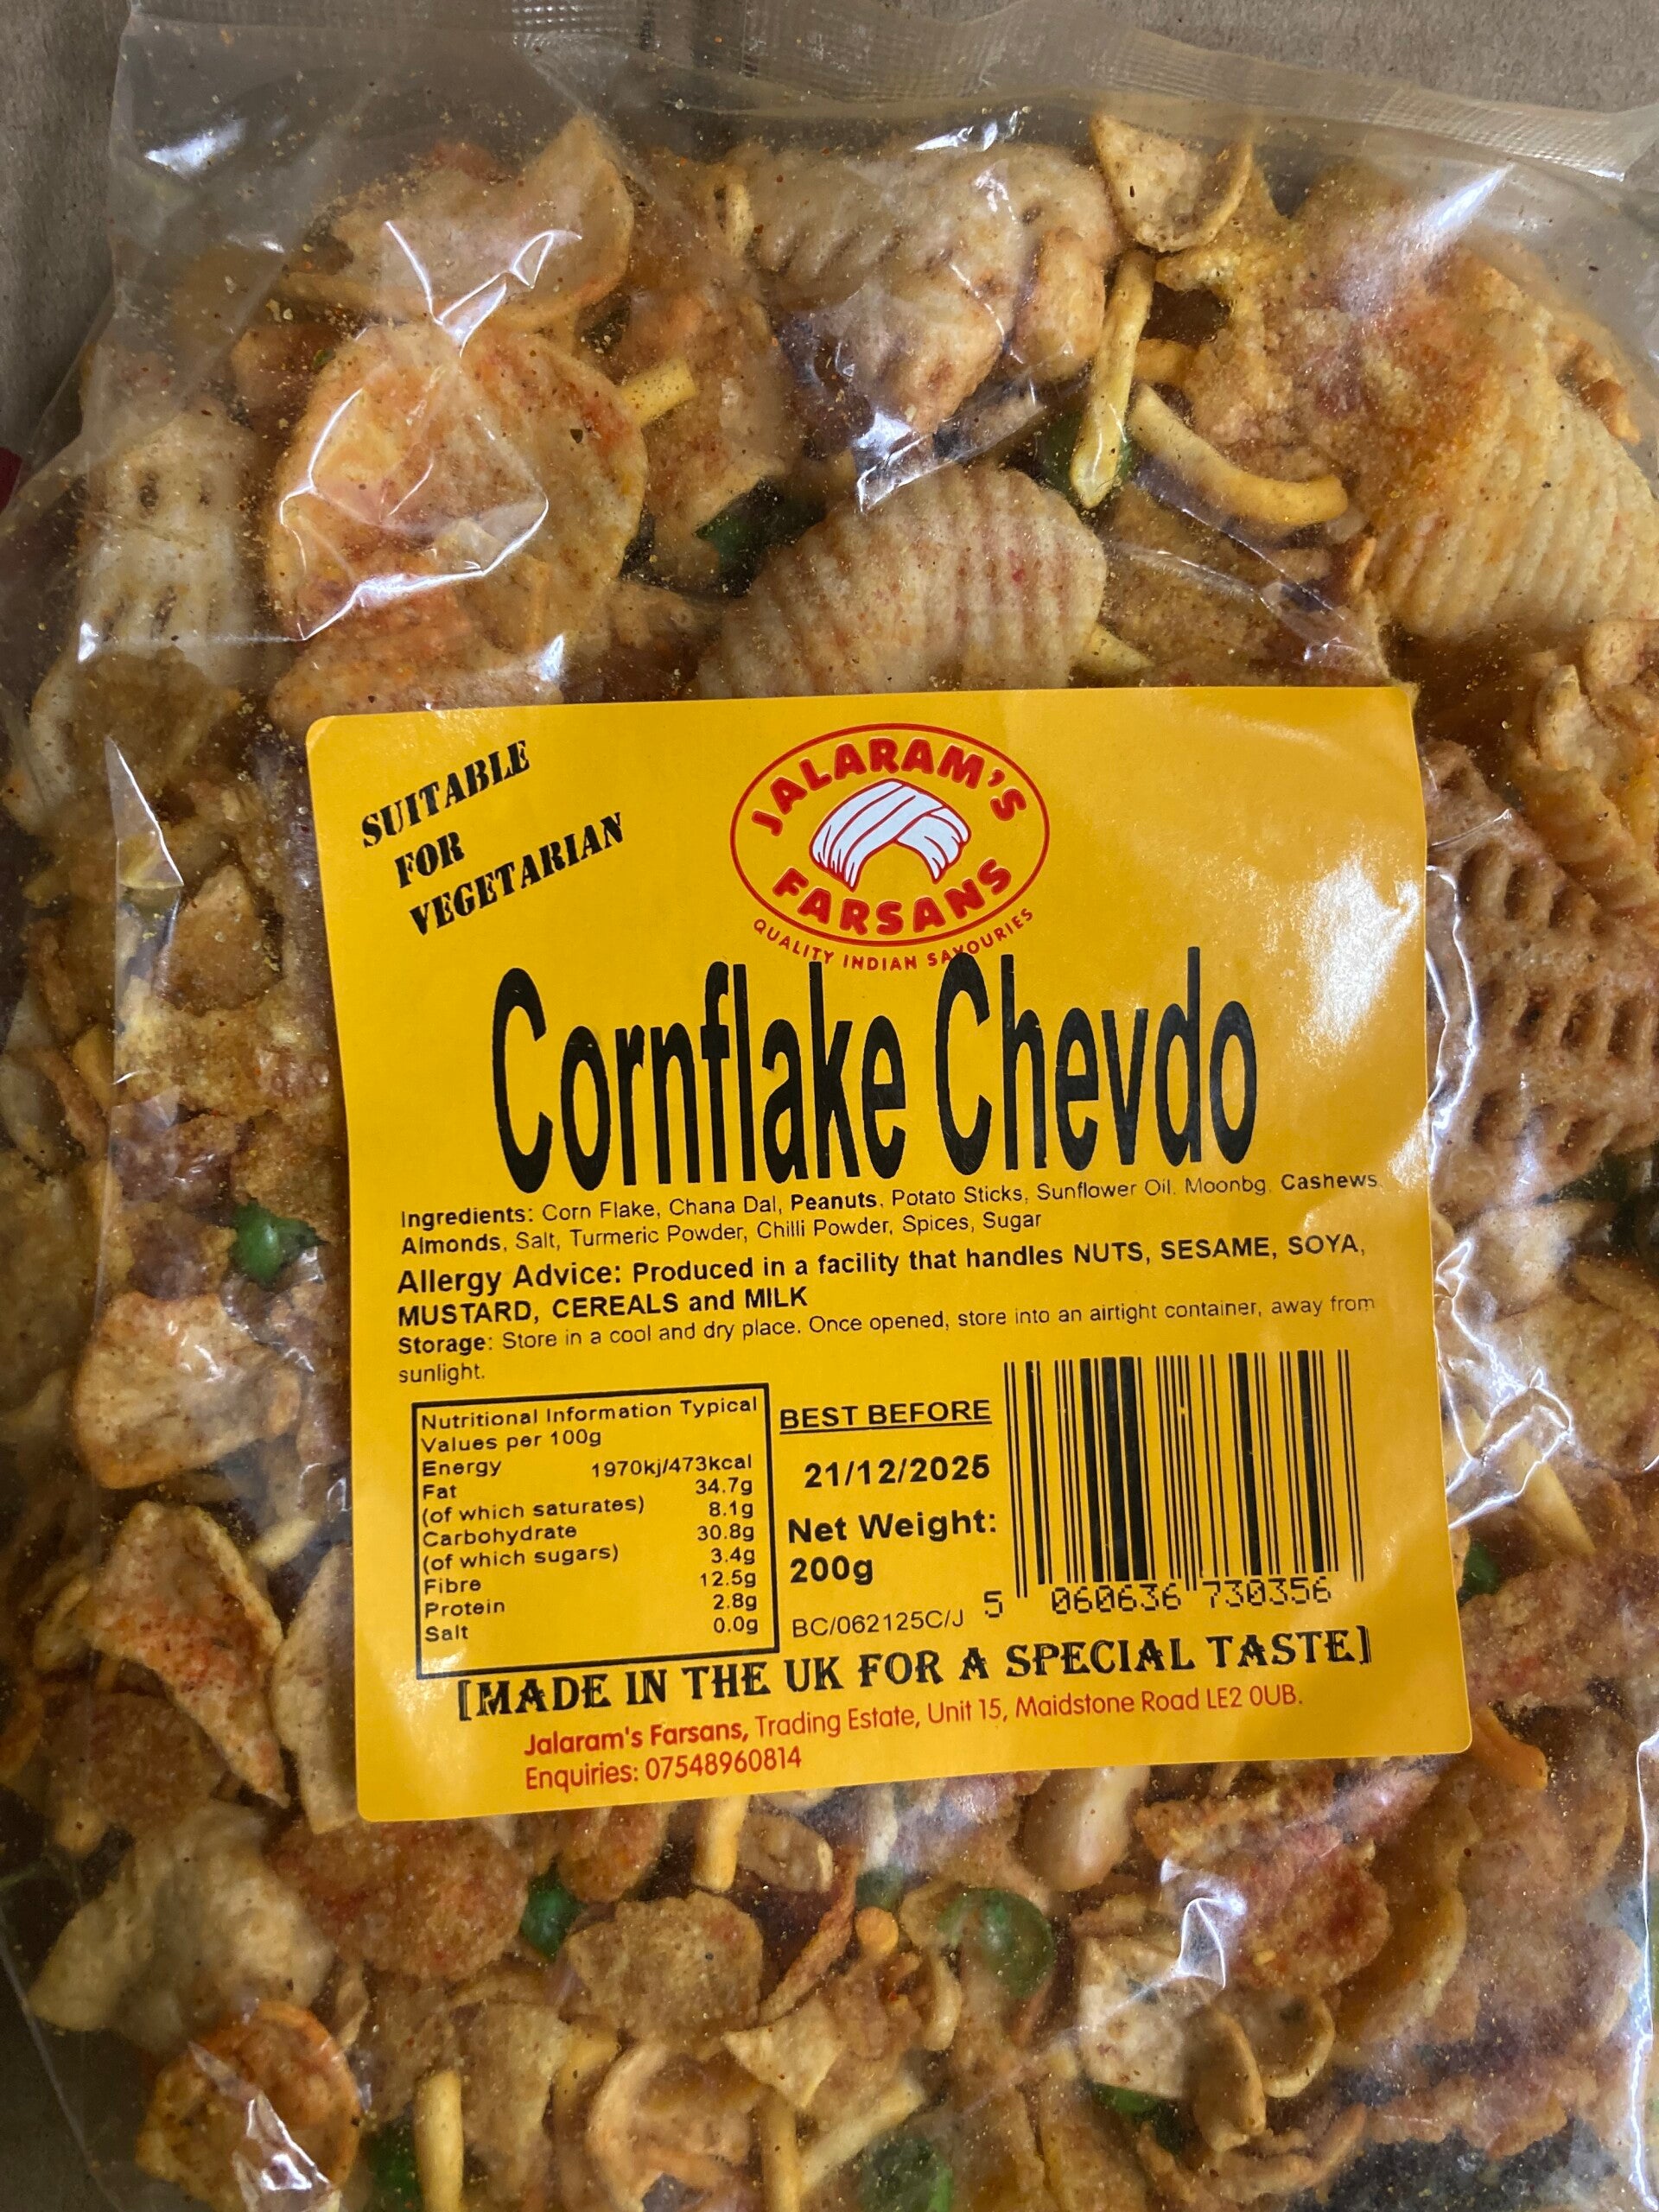 SUITABLE
FOR
VEGETARIAN
JALARAM'S
FARSANS
QUALITY INDIAN SAVOURIES
Cornflake Chevdo
Ingredients: Corn Flake, Chana Dal, Peanuts, Potato Sticks, Sunflower Oil, Moonbg, Cashews,
Almonds, Salt, Turmeric Powder, Chilli Powder, Spices, Sugar
Allergy Advice: Produced in a facility that handles NUTS, SESAME, SOYA,
MUSTARD, CEREALS and MILK
Storage: Store in a cool and dry place. Once opened, store into an airtight container, away from
sunlight.
Nutritional Information Typical
Values per 100g
Energy 1970kj/473kcal
Fat 34.7g
(of which saturates) 8.1g
Carbohydrate 30.8g
(of which sugars) 3.4g
Fibre 12.5g
Protein 2.8g
Salt 0.0g
BEST BEFORE
21/12/2025
Net Weight:
200g
BC/062125C/J
5 060636 730356
[MADE IN THE UK FOR A SPECIAL TASTE]
Jalaram's Farsans, Trading Estate, Unit 15, Maidstone Road LE2 0UB.
Enquiries: 07548960814